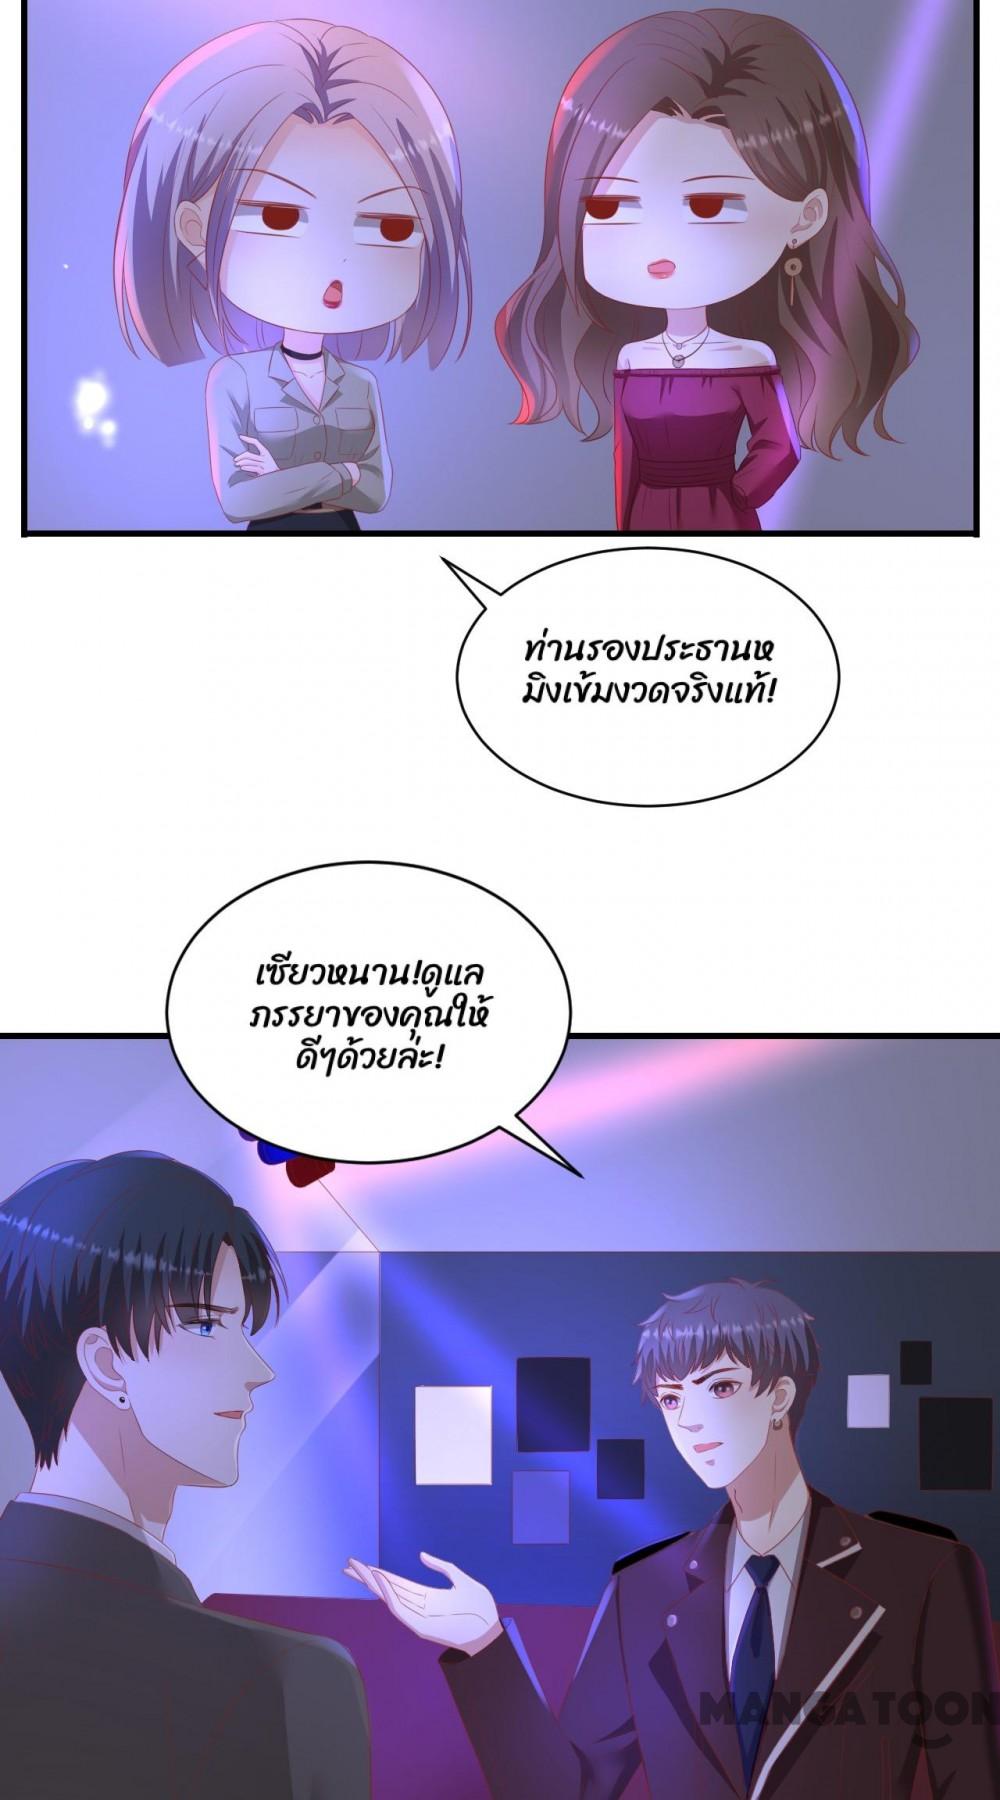 ท่านรองประธานห
มิงเข้มงวดจริงแท้!
เซียวหนาน!ดูแล
ภรรยาของคุณให้
ดีๆด้วยล่ะ!
MANGATOON